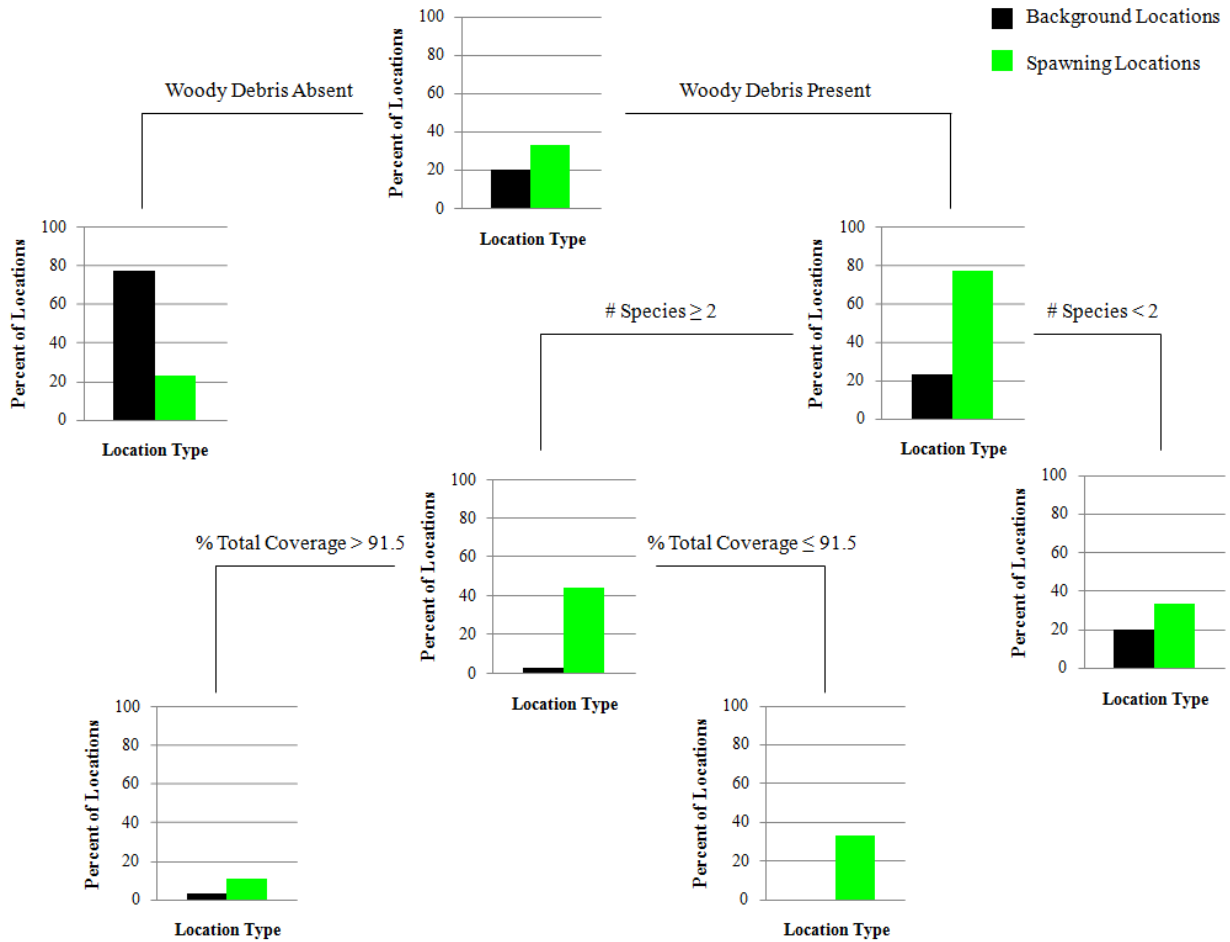 Background Locations
Spawning Locations
Percent of Locations
100
80
60
40
20
0
Location Type
Woody Debris Absent
Woody Debris Present
Percent of Locations
100
80
60
40
20
0
Location Type
Percent of Locations
100
80
60
40
20
0
Location Type
# Species ≥ 2
# Species < 2
Percent of Locations
100
80
60
40
20
0
Location Type
Percent of Locations
100
80
60
40
20
0
Location Type
% Total Coverage > 91.5
% Total Coverage ≤ 91.5
Percent of Locations
100
80
60
40
20
0
Location Type
Percent of Locations
100
80
60
40
20
0
Location Type